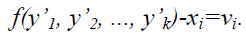 f(y’₁, y’₂, ..., y’ₖ)-xᵢ=vᵢ.